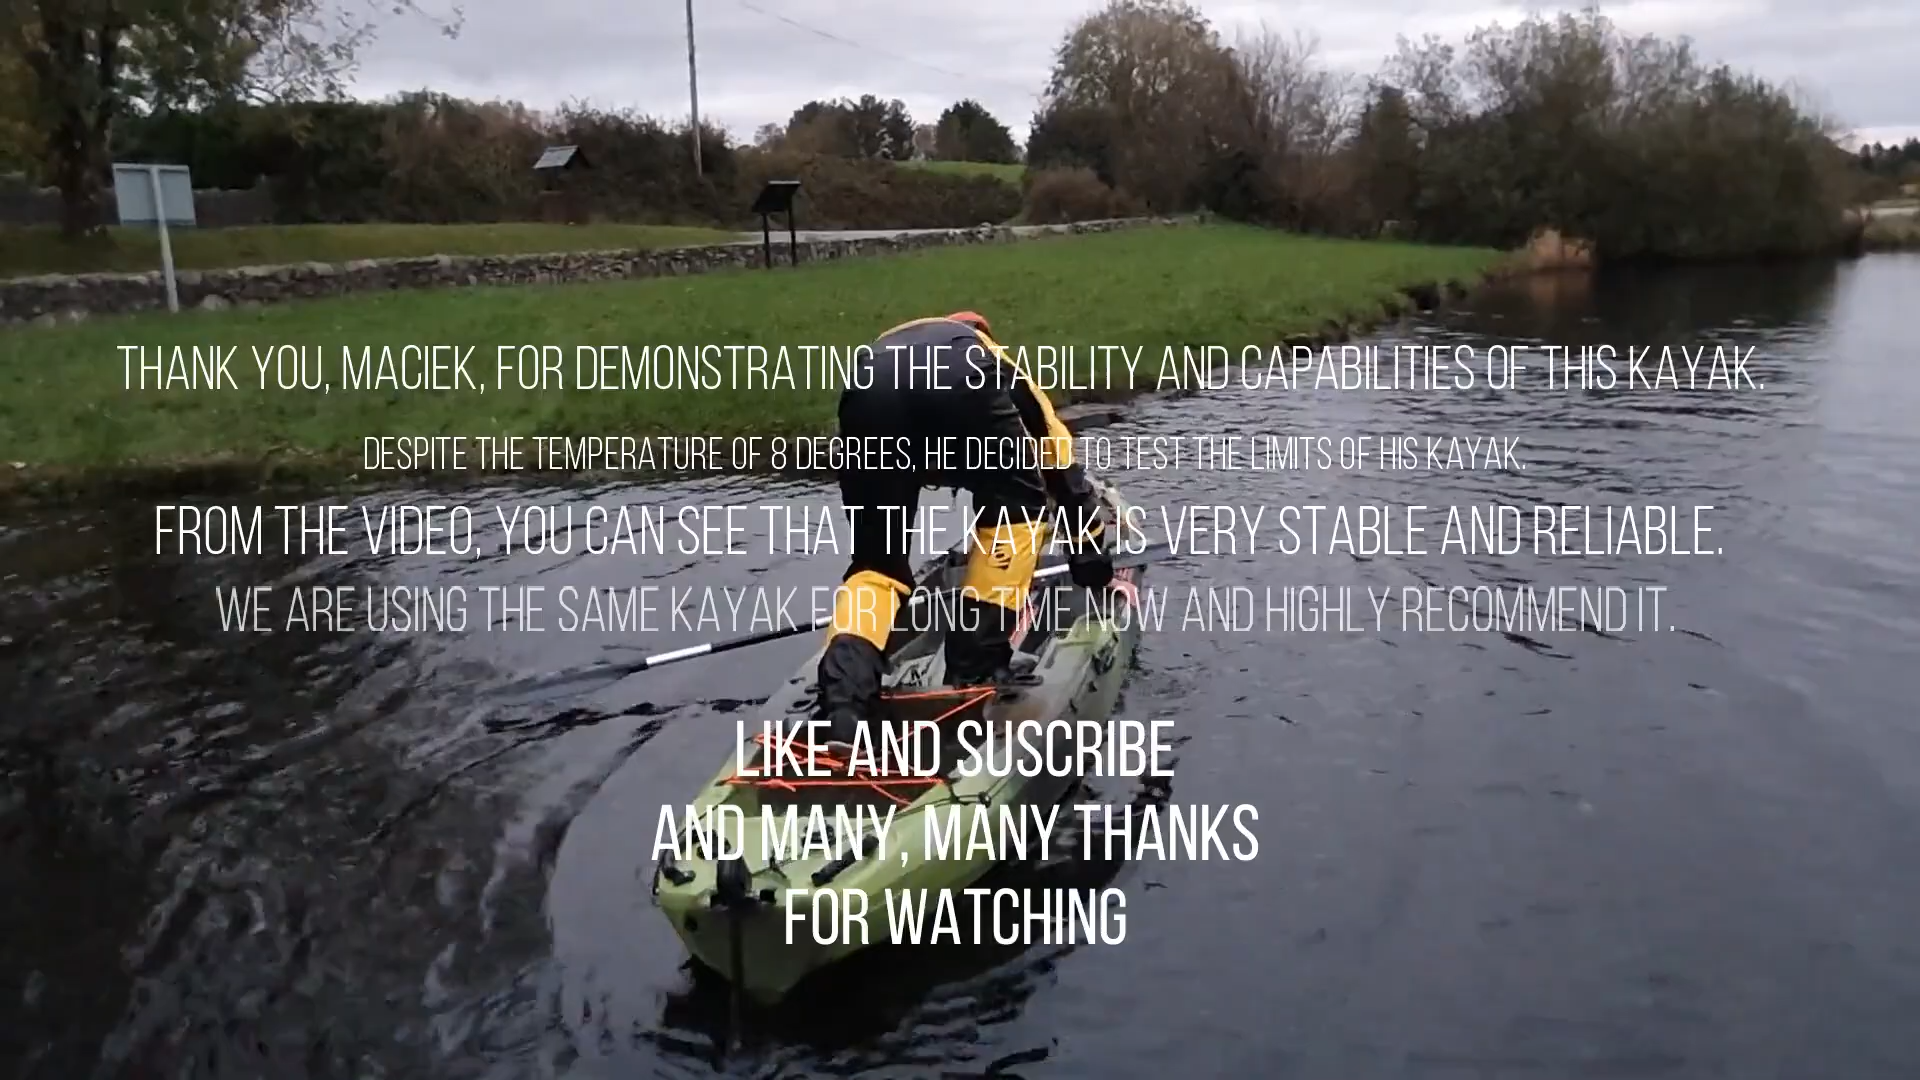 THANK YOU, MACIEK, FOR DEMONSTRATING THE STABILITY AND CAPABILITIES OF THIS KAYAK.
DESPITE THE TEMPERATURE OF 8 DEGREES, HE DECIDED TO TEST THE LIMITS OF HIS KAYAK.
FROM THE VIDEO, YOU CAN SEE THAT THE KAYAK IS VERY STABLE AND RELIABLE.
WE ARE USING THE SAME KAYAK FOR LONG TIME NOW AND HIGHLY RECOMMEND IT.
LIKE AND SUSCRIBE
AND MANY, MANY THANKS
FOR WATCHING